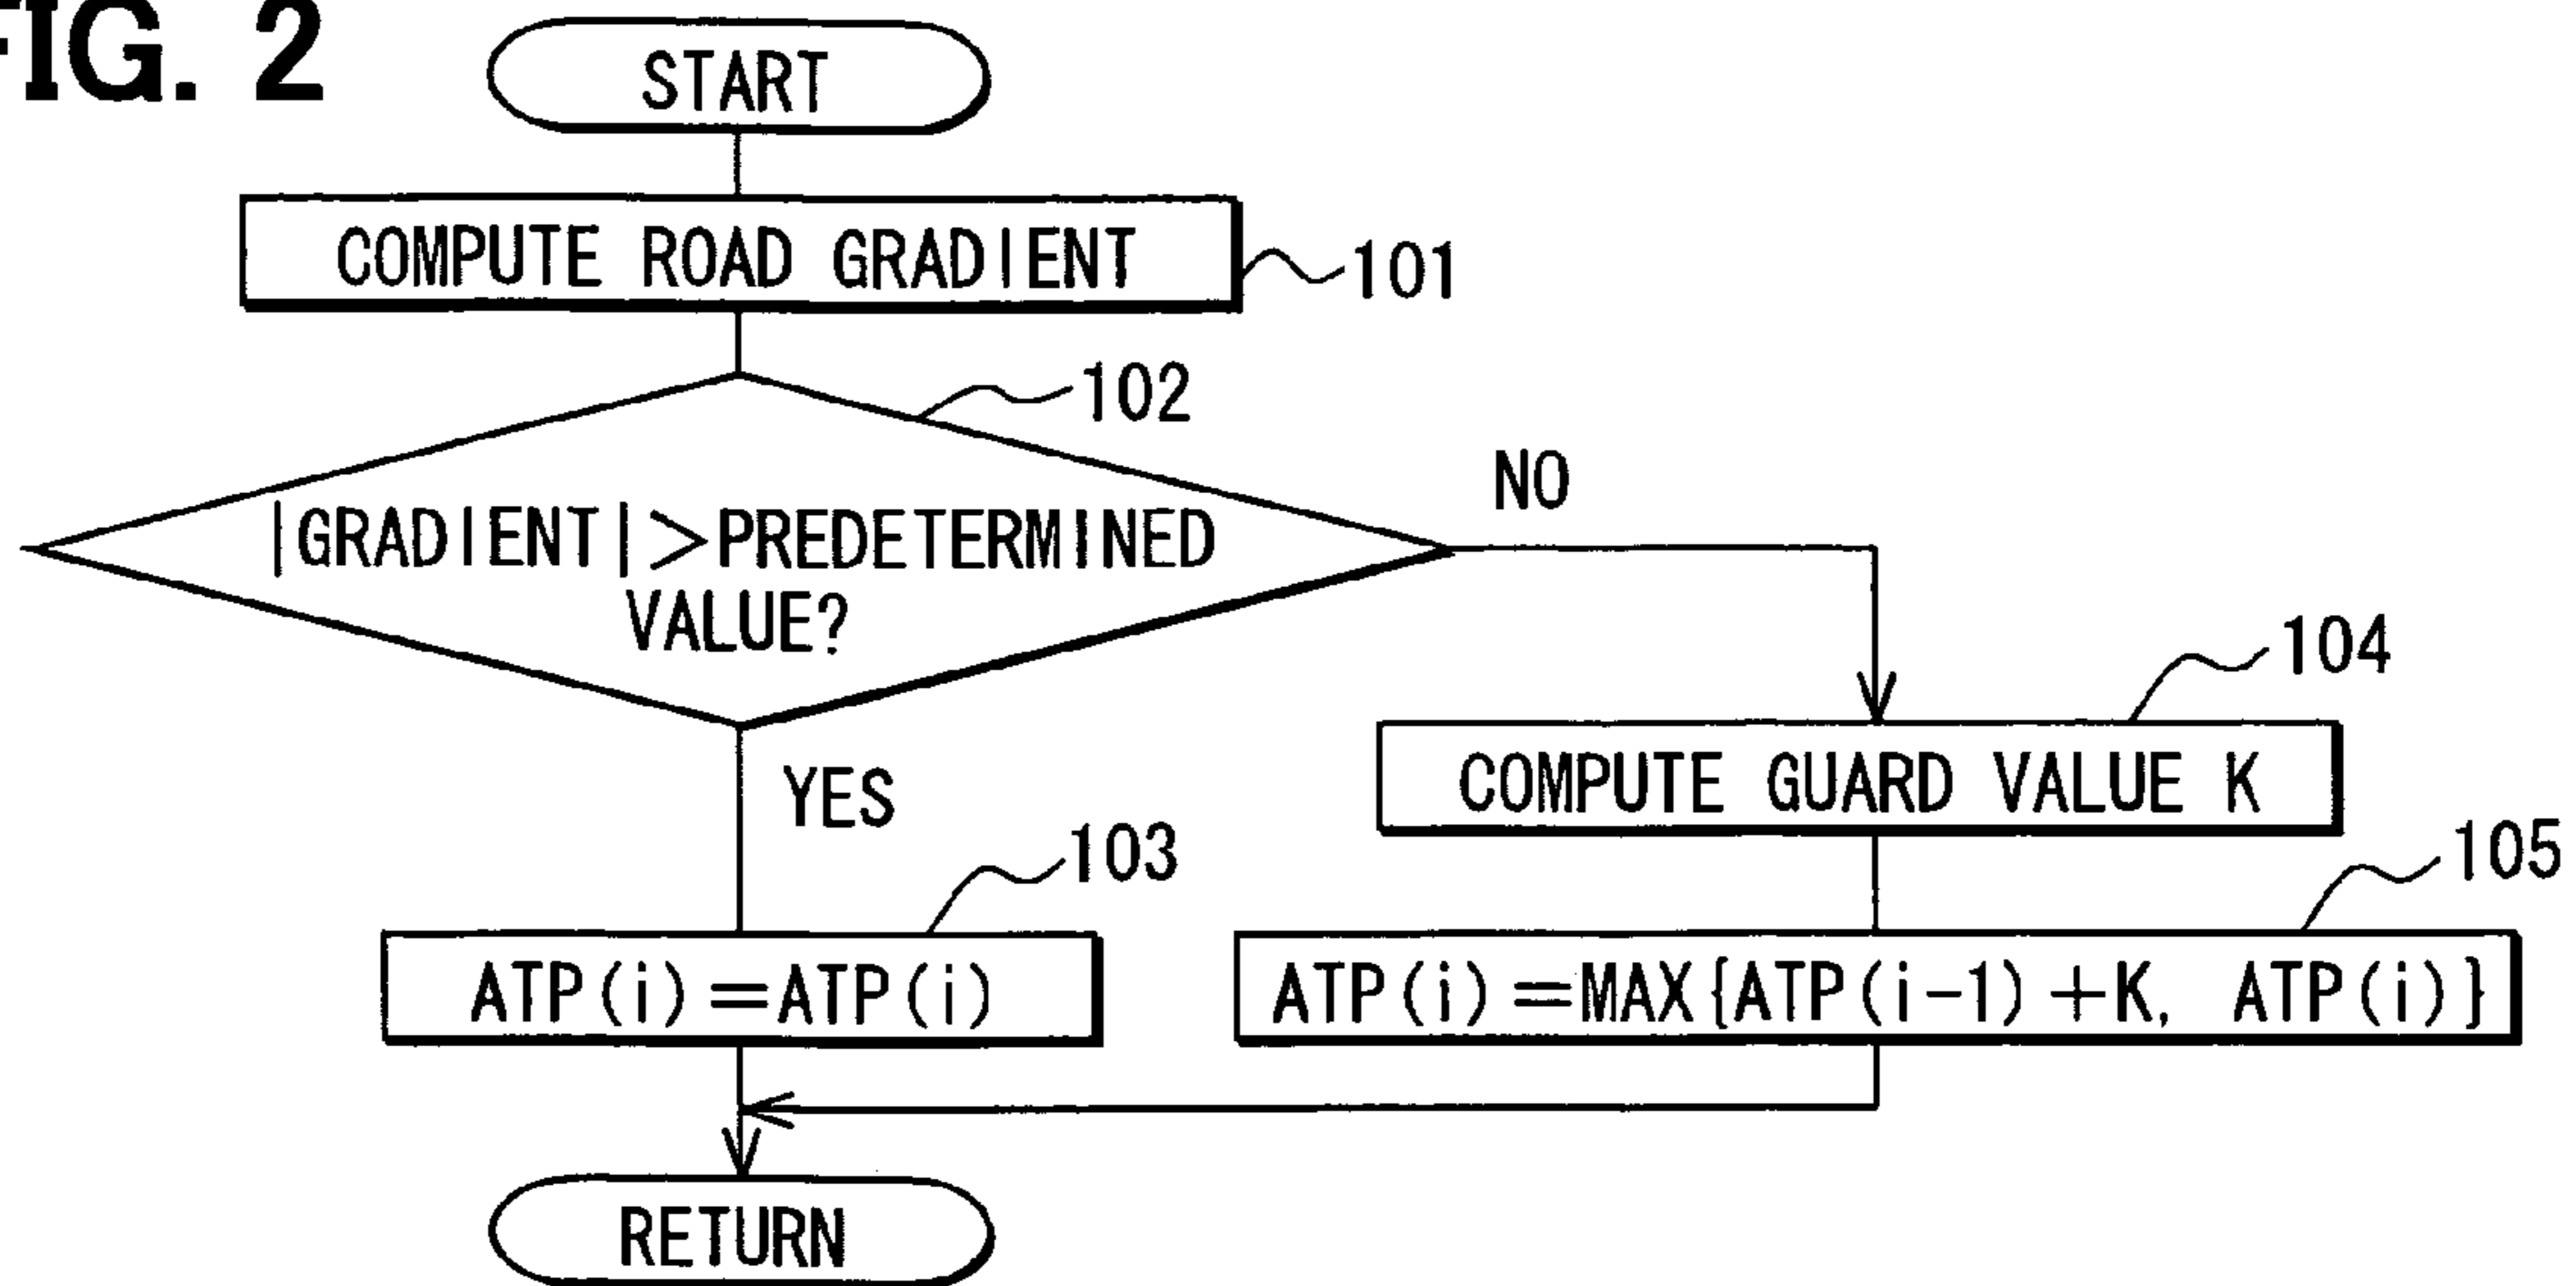 FIG. 2
START
COMPUTE ROAD GRADIENT
101
102
|GRADIENT|>PREDETERMINED
VALUE?
NO
YES
104
COMPUTE GUARD VALUE K
103
ATP(i)=ATP(i)
105
ATP(i)=MAX{ATP(i-1)+K, ATP(i)}
RETURN